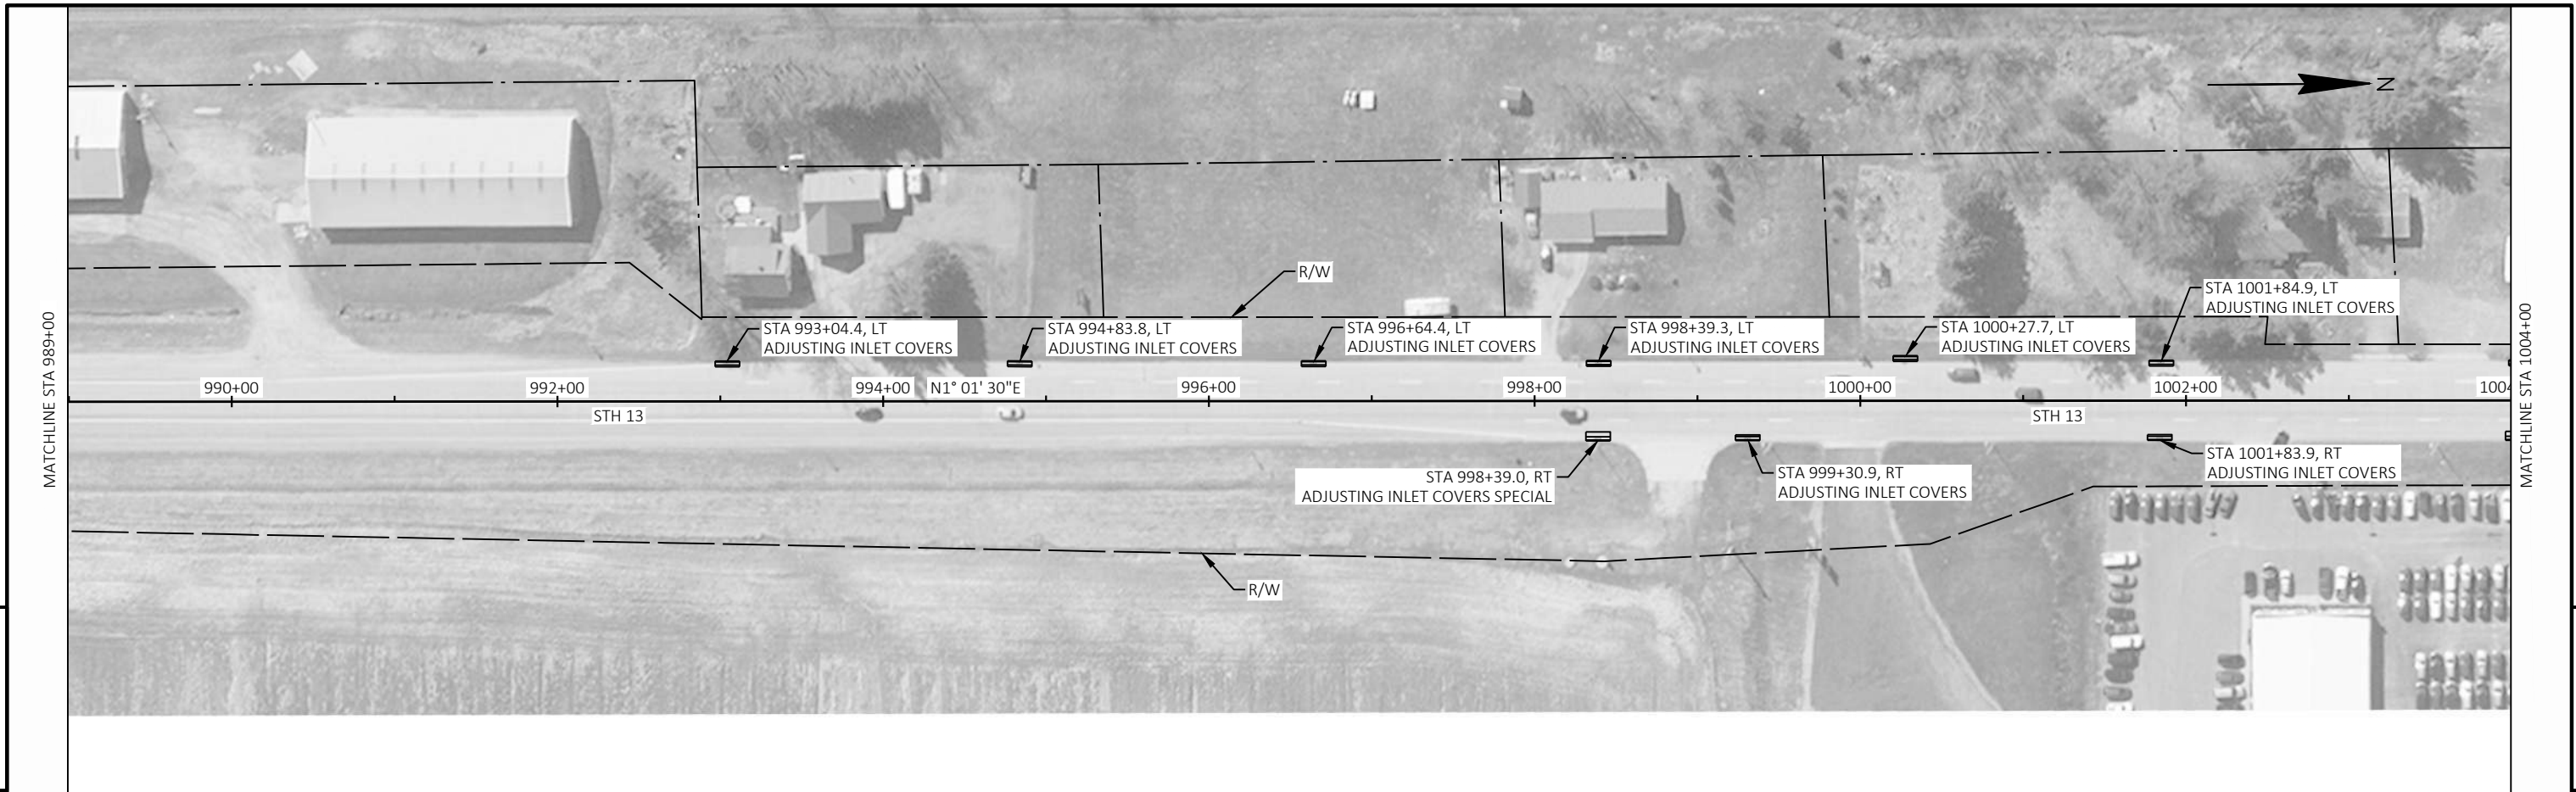 N
R/W
STA 1001+84.9, LT
ADJUSTING INLET COVERS
STA 993+04.4, LT
ADJUSTING INLET COVERS
STA 994+83.8, LT
ADJUSTING INLET COVERS
STA 996+64.4, LT
ADJUSTING INLET COVERS
STA 998+39.3, LT
ADJUSTING INLET COVERS
STA 1000+27.7, LT
ADJUSTING INLET COVERS
MATCHLINE STA 989+00
990+00
992+00
994+00
N1° 01' 30"E
996+00
998+00
1000+00
1002+00
1004
MATCHLINE STA 1004+00
STH 13
STH 13
STA 998+39.0, RT
ADJUSTING INLET COVERS SPECIAL
STA 999+30.9, RT
ADJUSTING INLET COVERS
STA 1001+83.9, RT
ADJUSTING INLET COVERS
R/W